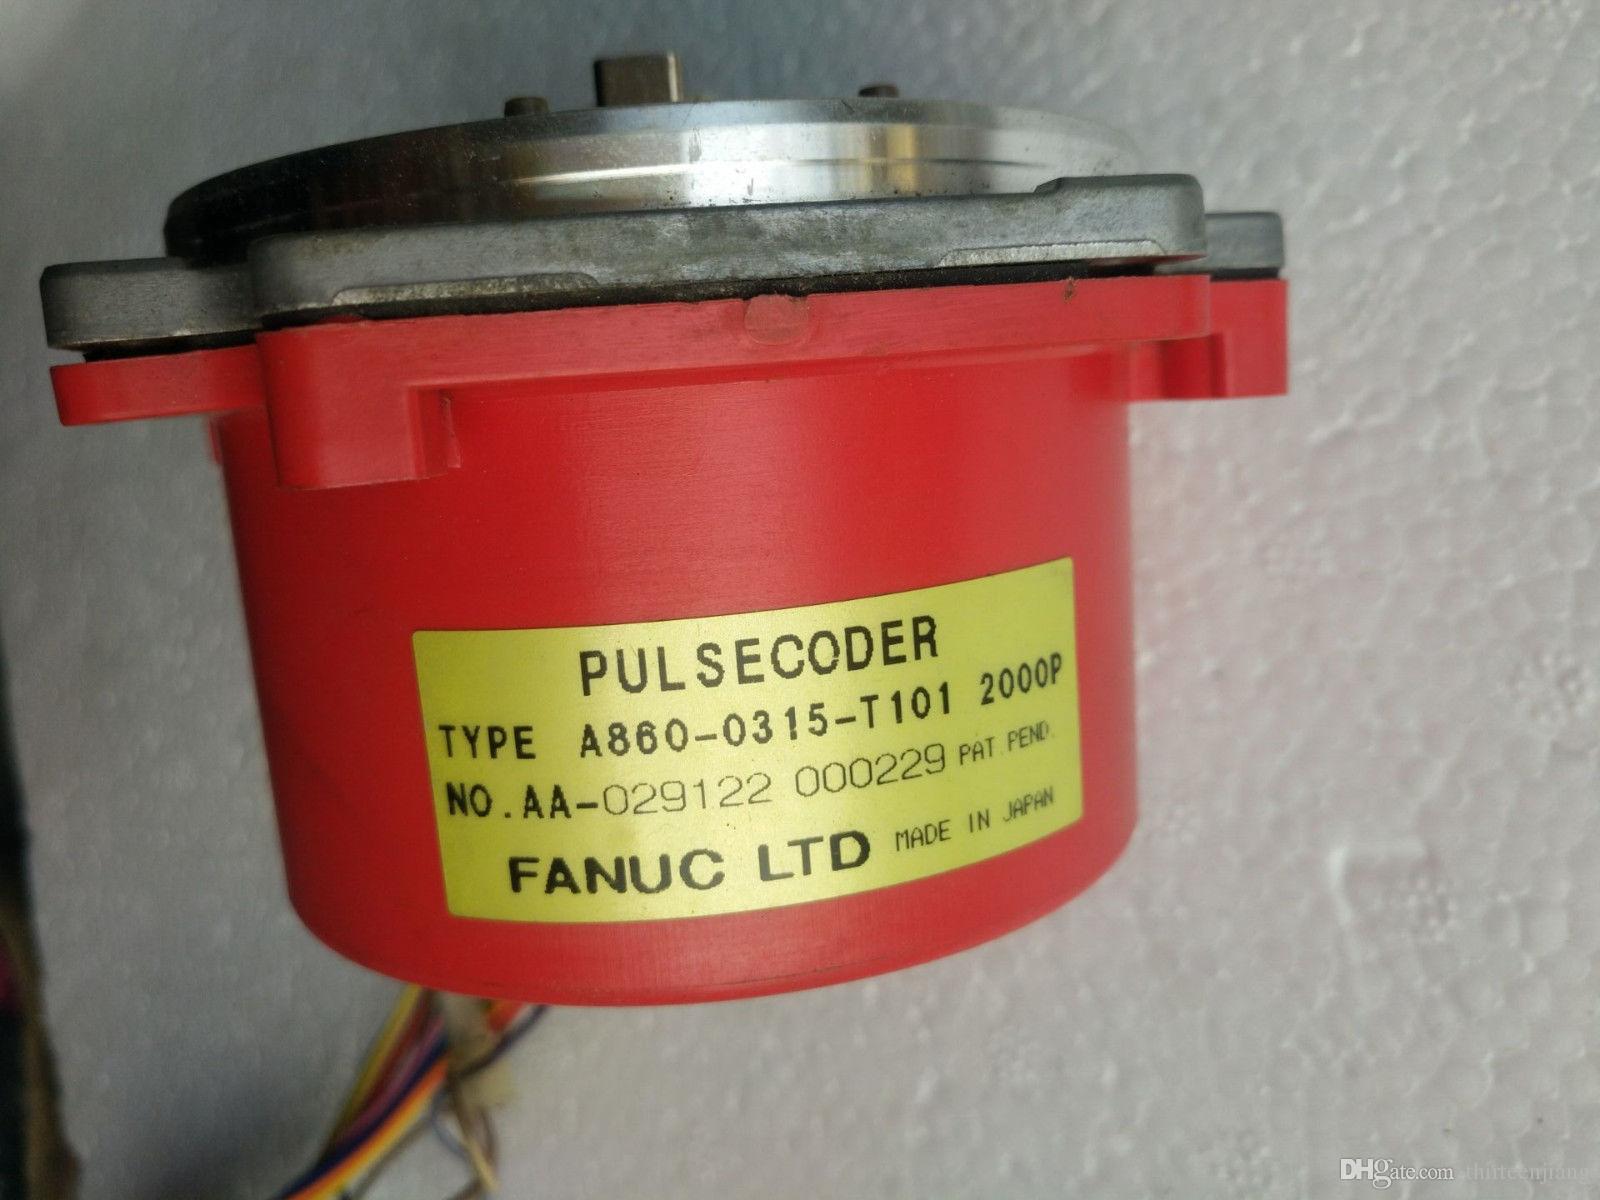 PULSECODER
TYPE A860-0315-T101 2000P
NO.AA-029122 000229 PAT.PEND.
FANUC LTD MADE IN JAPAN
DHgate.com thirteenjiang